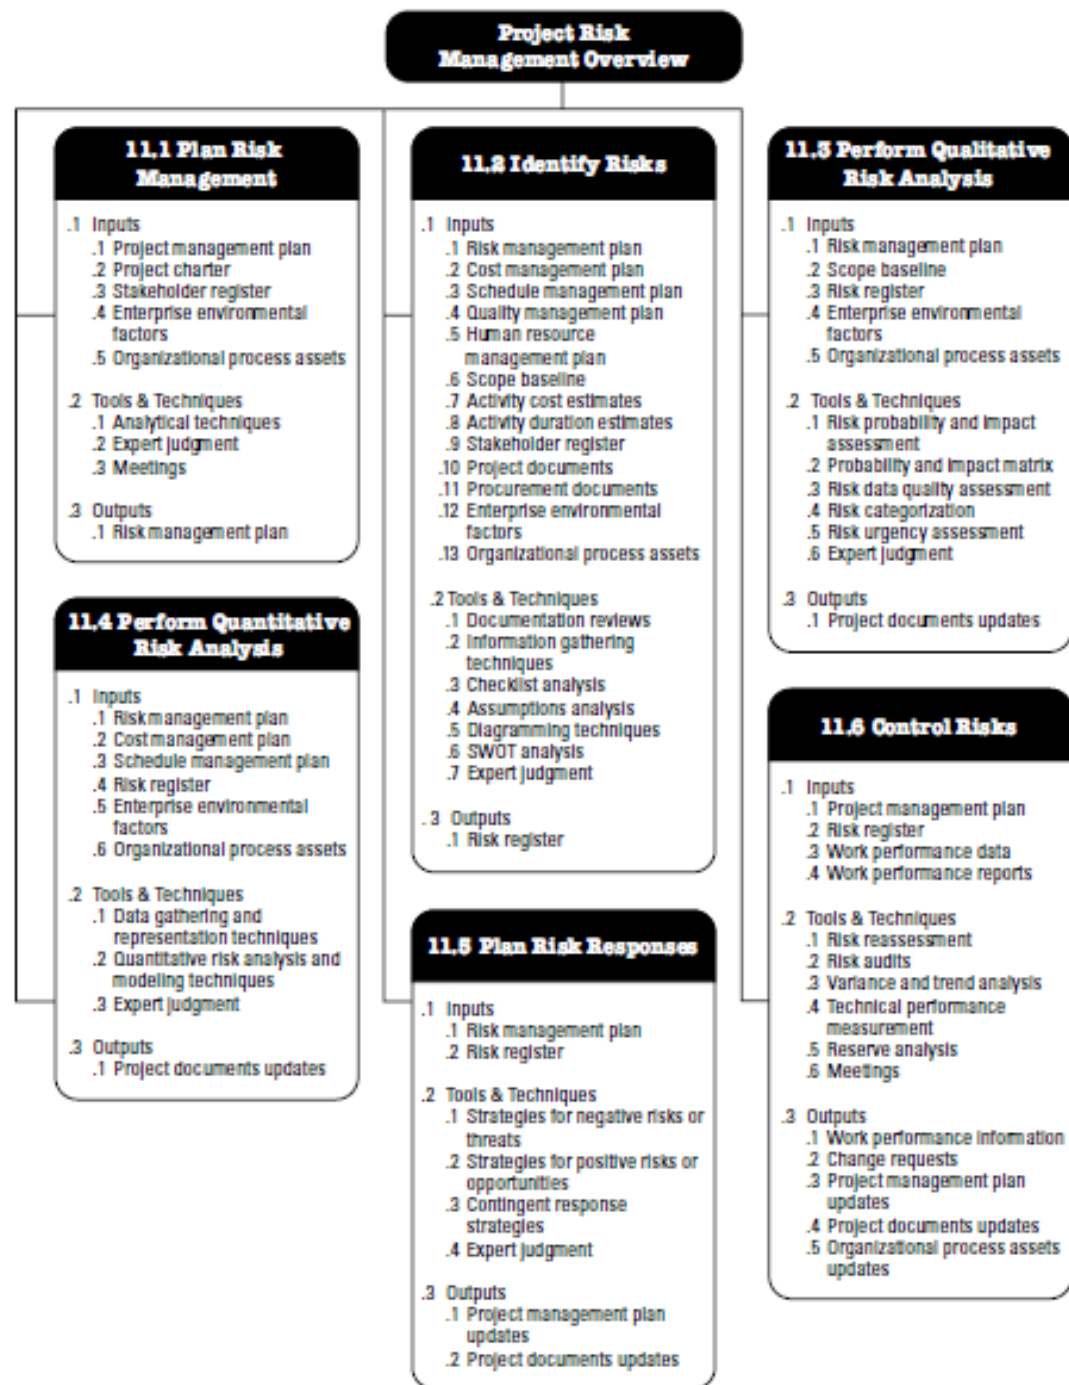 Project Risk
Management Overview
11.1 Plan Risk
Management
.1 Inputs
.1 Project management plan
.2 Project charter
.3 Stakeholder register
.4 Enterprise environmental
factors
.5 Organizational process assets
.2 Tools & Techniques
.1 Analytical techniques
.2 Expert judgment
.3 Meetings
.3 Outputs
.1 Risk management plan
11.2 Identify Risks
.1 Inputs
.1 Risk management plan
.2 Cost management plan
.3 Schedule management plan
.4 Quality management plan
.5 Human resource
management plan
.6 Scope baseline
.7 Activity cost estimates
.8 Activity duration estimates
.9 Stakeholder register
.10 Project documents
.11 Procurement documents
.12 Enterprise environmental
factors
.13 Organizational process assets
.2 Tools & Techniques
.1 Documentation reviews
.2 Information gathering
techniques
.3 Checklist analysis
.4 Assumptions analysis
.5 Diagramming techniques
.6 SWOT analysis
.7 Expert judgment
.3 Outputs
.1 Risk register
11.3 Perform Qualitative
Risk Analysis
.1 Inputs
.1 Risk management plan
.2 Scope baseline
.3 Risk register
.4 Enterprise environmental
factors
.5 Organizational process assets
.2 Tools & Techniques
.1 Risk probability and impact
assessment
.2 Probability and impact matrix
.3 Risk data quality assessment
.4 Risk categorization
.5 Risk urgency assessment
.6 Expert judgment
.3 Outputs
.1 Project documents updates
11.4 Perform Quantitative
Risk Analysis
.1 Inputs
.1 Risk management plan
.2 Cost management plan
.3 Schedule management plan
.4 Risk register
.5 Enterprise environmental
factors
.6 Organizational process assets
.2 Tools & Techniques
.1 Data gathering and
representation techniques
.2 Quantitative risk analysis and
modeling techniques
.3 Expert judgment
.3 Outputs
.1 Project documents updates
11.5 Plan Risk Responses
.1 Inputs
.1 Risk management plan
.2 Risk register
.2 Tools & Techniques
.1 Strategies for negative risks or
threats
.2 Strategies for positive risks or
opportunities
.3 Contingent response
strategies
.4 Expert judgment
.3 Outputs
.1 Project management plan
updates
.2 Project documents updates
11.6 Control Risks
.1 Inputs
.1 Project management plan
.2 Risk register
.3 Work performance data
.4 Work performance reports
.2 Tools & Techniques
.1 Risk reassessment
.2 Risk audits
.3 Variance and trend analysis
.4 Technical performance
measurement
.5 Reserve analysis
.6 Meetings
.3 Outputs
.1 Work performance information
.2 Change requests
.3 Project management plan
updates
.4 Project documents updates
.5 Organizational process assets
updates